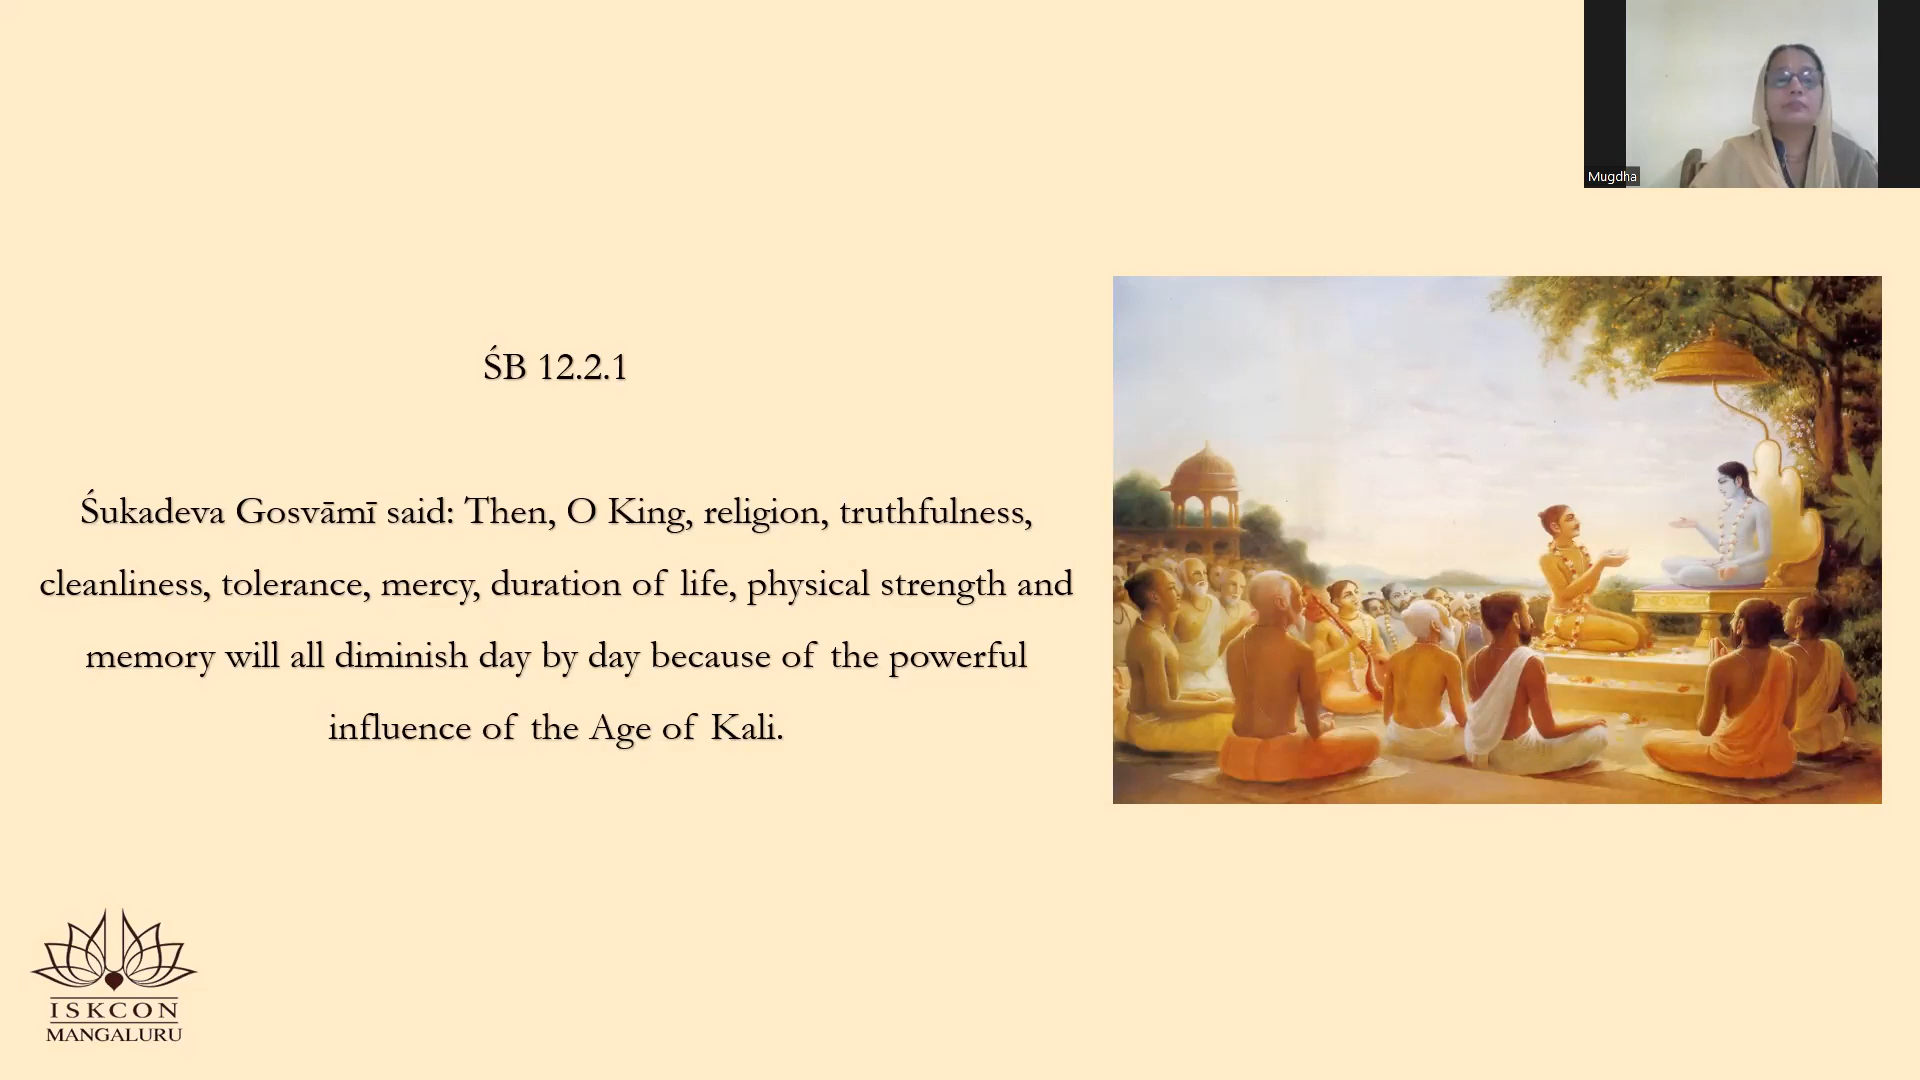 Mugdha
ŚB 12.2.1
Śukadeva Gosvāmī said: Then, O King, religion, truthfulness,
cleanliness, tolerance, mercy, duration of life, physical strength and
memory will all diminish day by day because of the powerful
influence of the Age of Kali.
ISKCON
MANGALURU